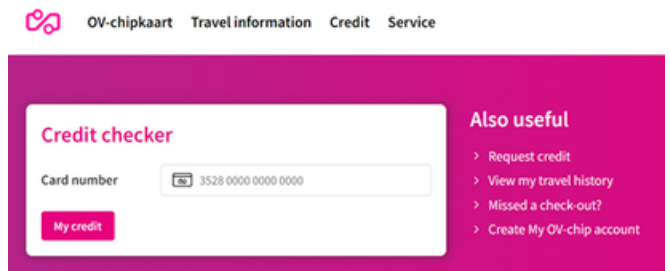 OV-chipkaart Travel information Credit Service
Credit checker
Card number 3528 0000 0000 0000
My credit
Also useful
> Request credit
> View my travel history
> Missed a check-out?
> Create My OV-chip account